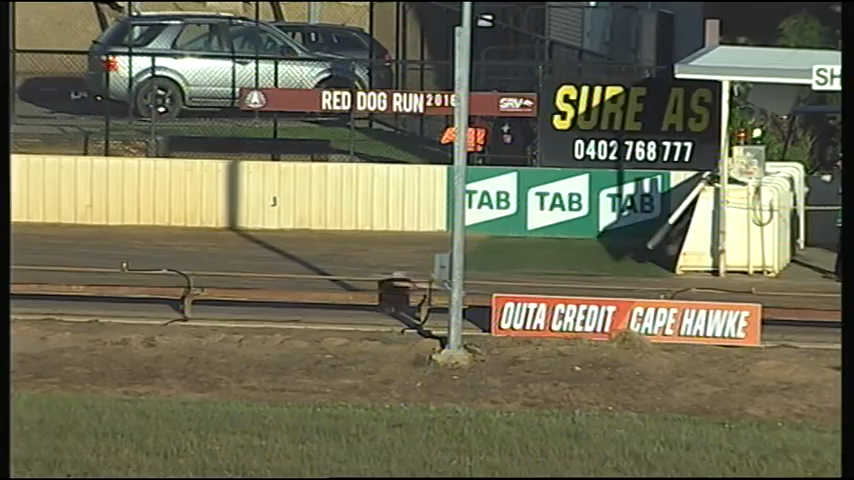 RED DOG RUN 2016 SRV
SURE AS
0402 768 777
SH
TAB TAB TAB
OUTA CREDIT CAPE HAWKE